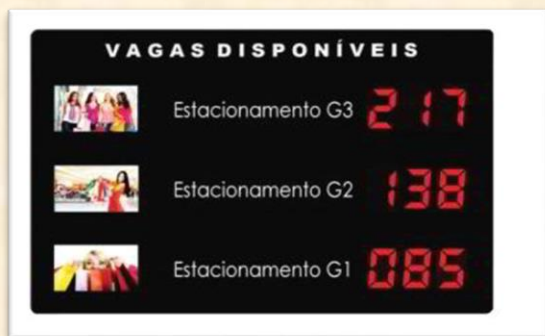 VAGAS DISPONÍVEIS
Estacionamento G3 217
Estacionamento G2 138
Estacionamento G1 085